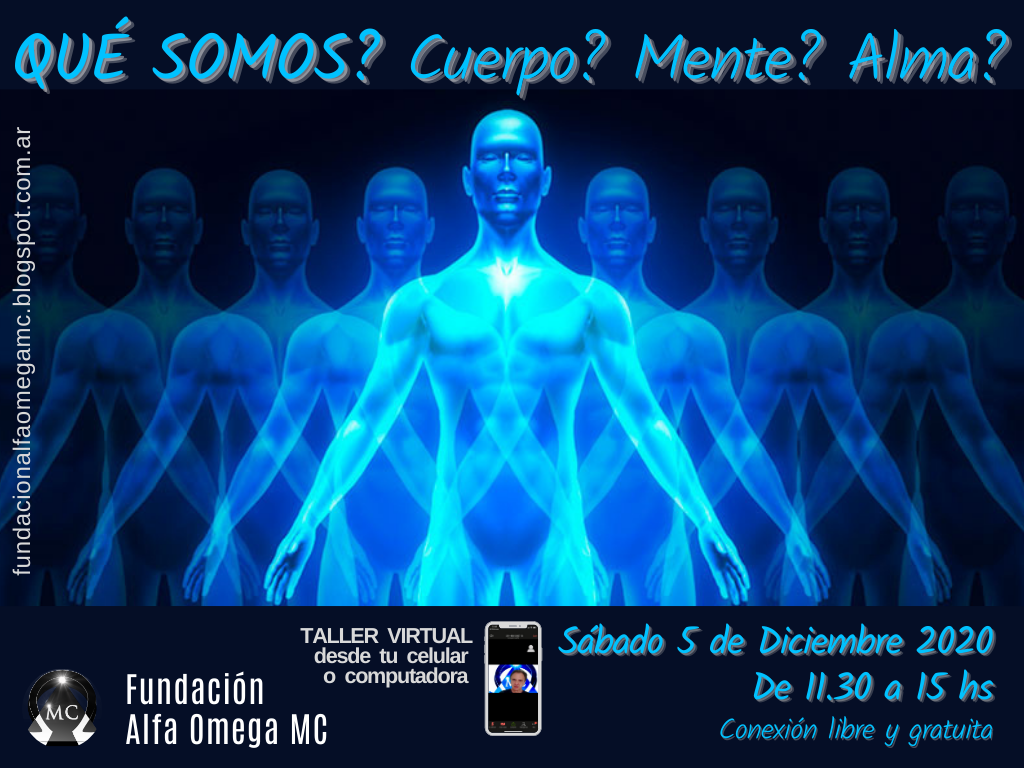 QUÉ SOMOS? Cuerpo? Mente? Alma?
fundacionalfaomegamc.blogspot.com.ar
TALLER VIRTUAL
desde tu celular
o computadora
Sábado 5 de Diciembre 2020
De 11.30 a 15 hs
Conexión libre y gratuita
MC
Fundación
Alfa Omega MC